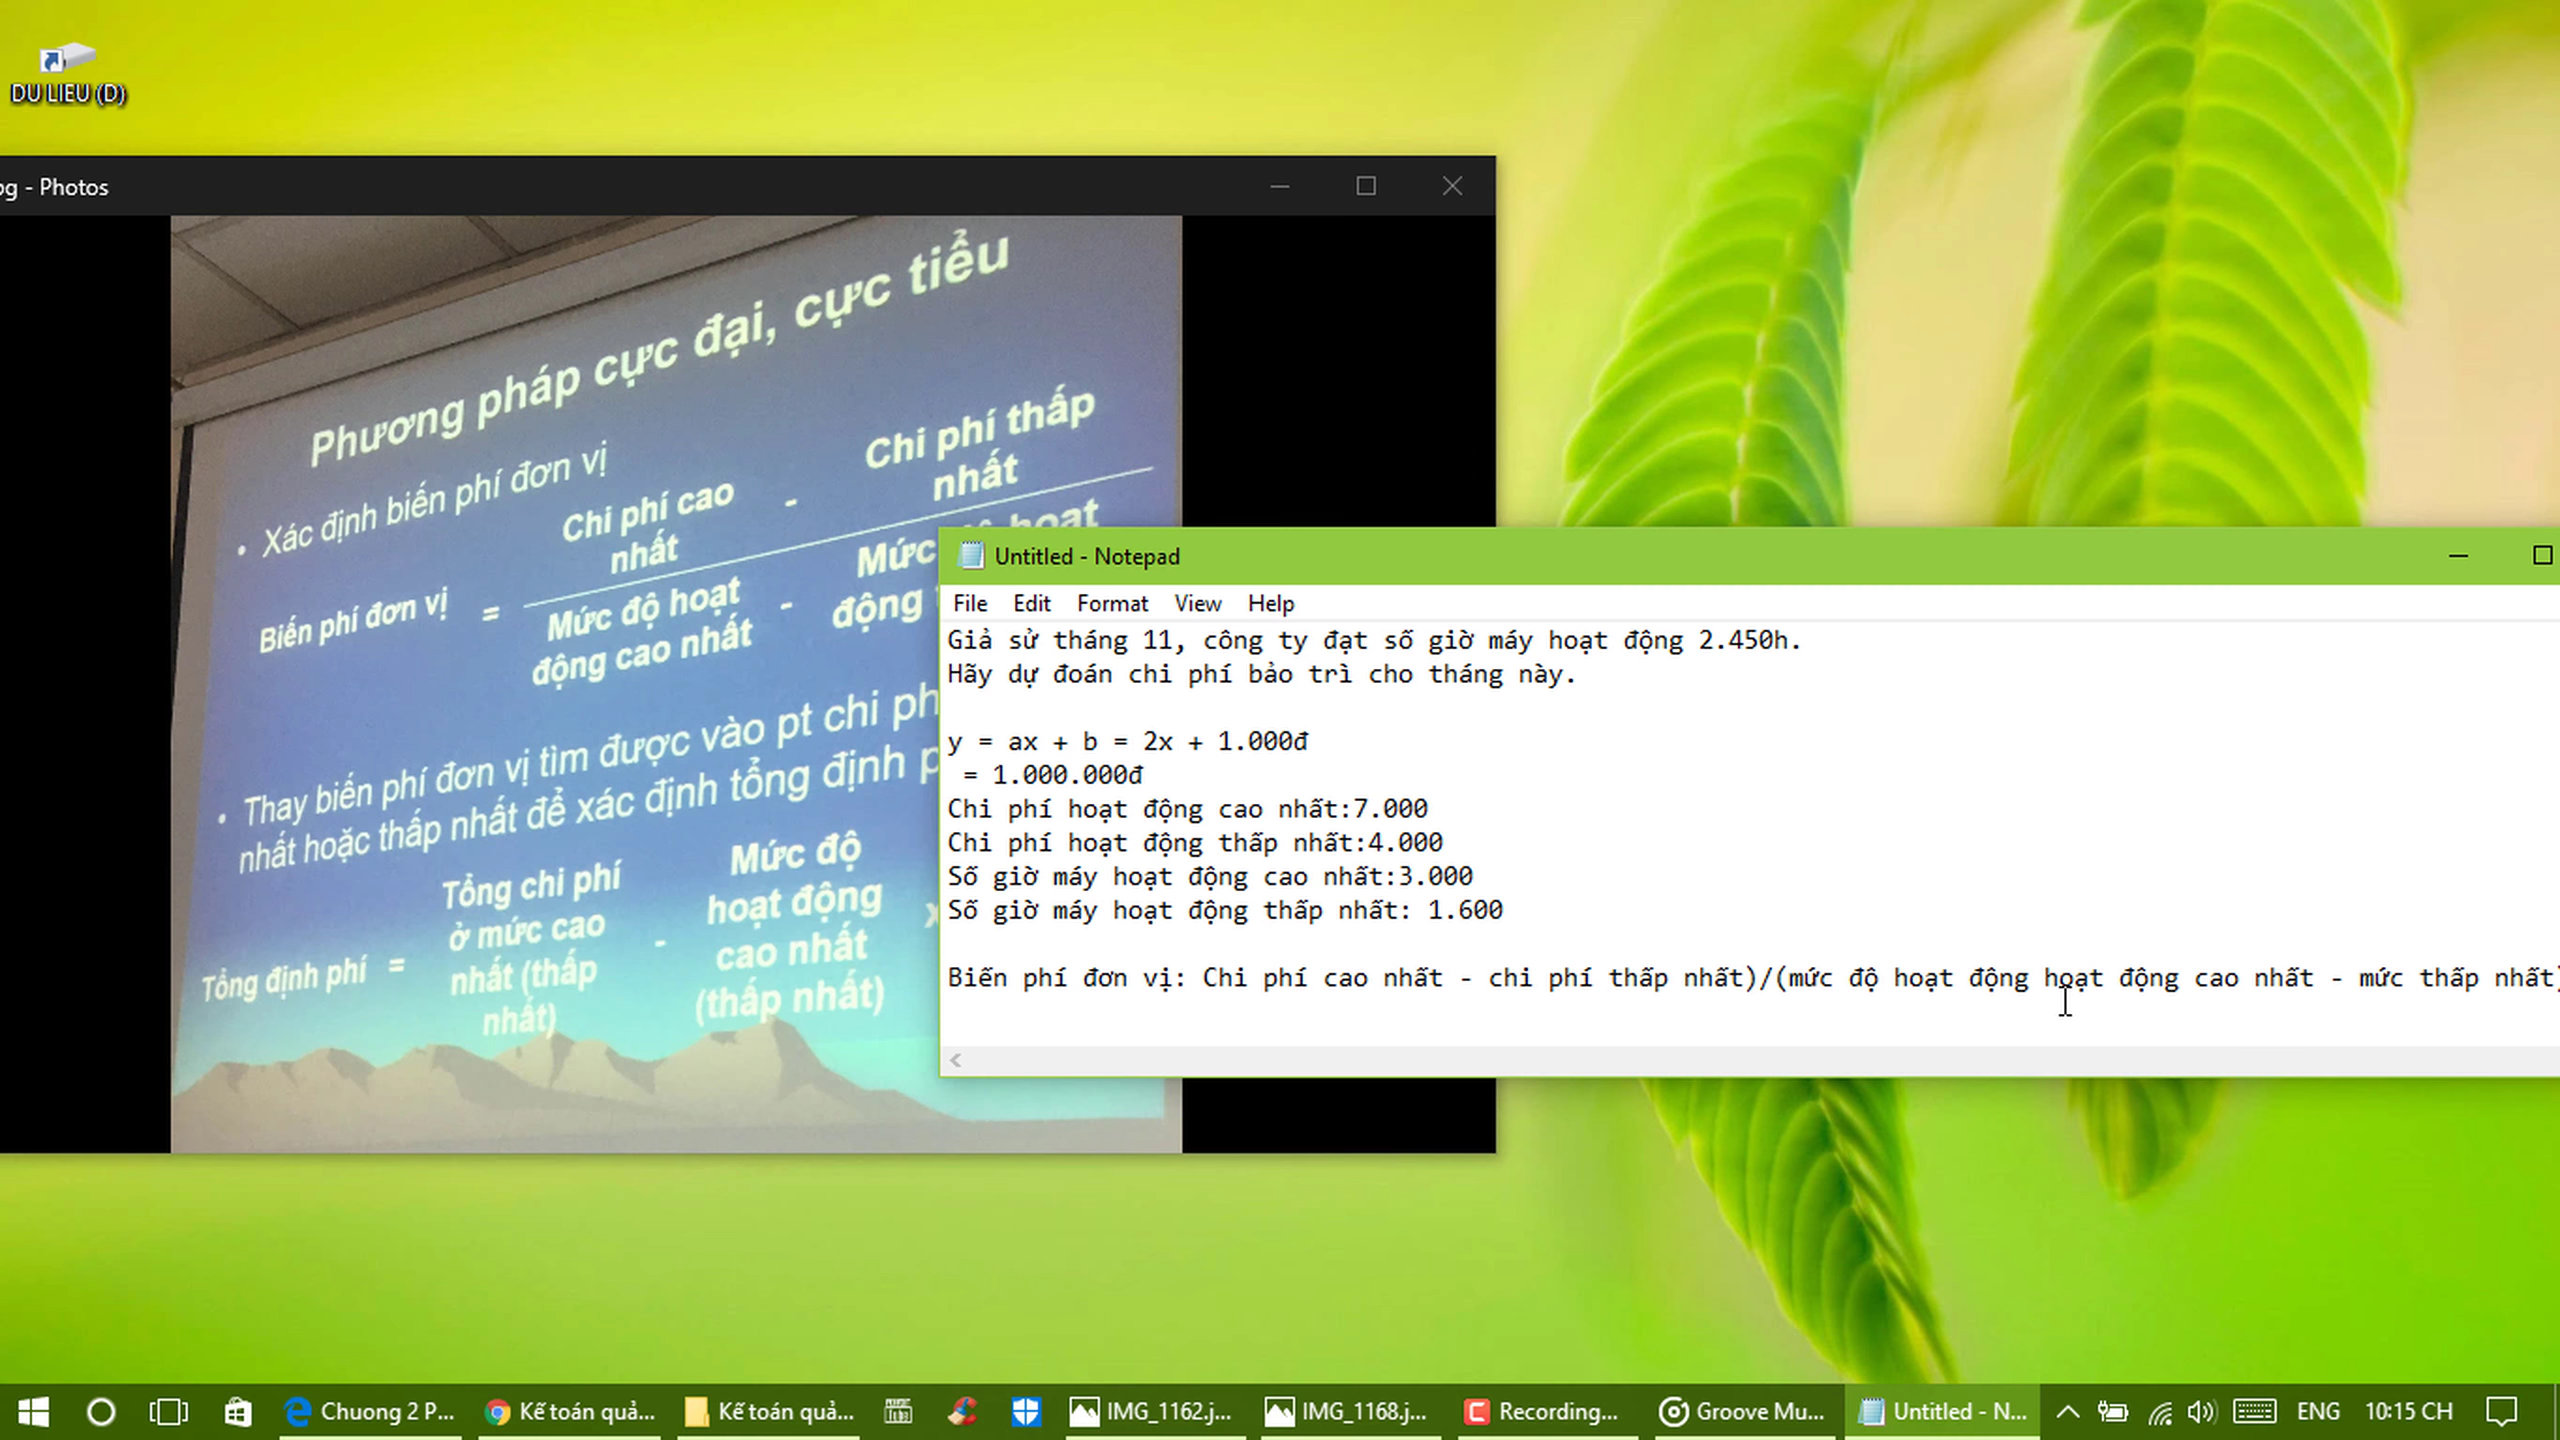 DU LIEU (D)
og - Photos
Phương pháp cực đại, cực tiểu
• Xác định biến phí đơn vị
Biến phí đơn vị = Chi phí cao nhất - Chi phí thấp nhất
Mức độ hoạt động cao nhất - Mức động
• Thay biến phí đơn vị tìm được vào pt chi ph
nhất hoặc thấp nhất để xác định tổng định p
Tổng định phí = Tổng chi phí ở mức cao nhất (thấp nhất) - Mức độ hoạt động cao nhất (thấp nhất) x
Untitled - Notepad
File Edit Format View Help
Giả sử tháng 11, công ty đạt số giờ máy hoạt động 2.450h.
Hãy dự đoán chi phí bảo trì cho tháng này.
y = ax + b = 2x + 1.000đ
= 1.000.000đ
Chi phí hoạt động cao nhất:7.000
Chi phí hoạt động thấp nhất:4.000
Số giờ máy hoạt động cao nhất:3.000
Số giờ máy hoạt động thấp nhất: 1.600
Biến phí đơn vị: Chi phí cao nhất - chi phí thấp nhất)/(mức độ hoạt động hoạt động cao nhất - mức thấp nhất)
Chuong 2 P... Kế toán quả... Kế toán quả... IMG_1162.j... IMG_1168.j... Recording... Groove Mu... Untitled - N... ENG 10:15 CH